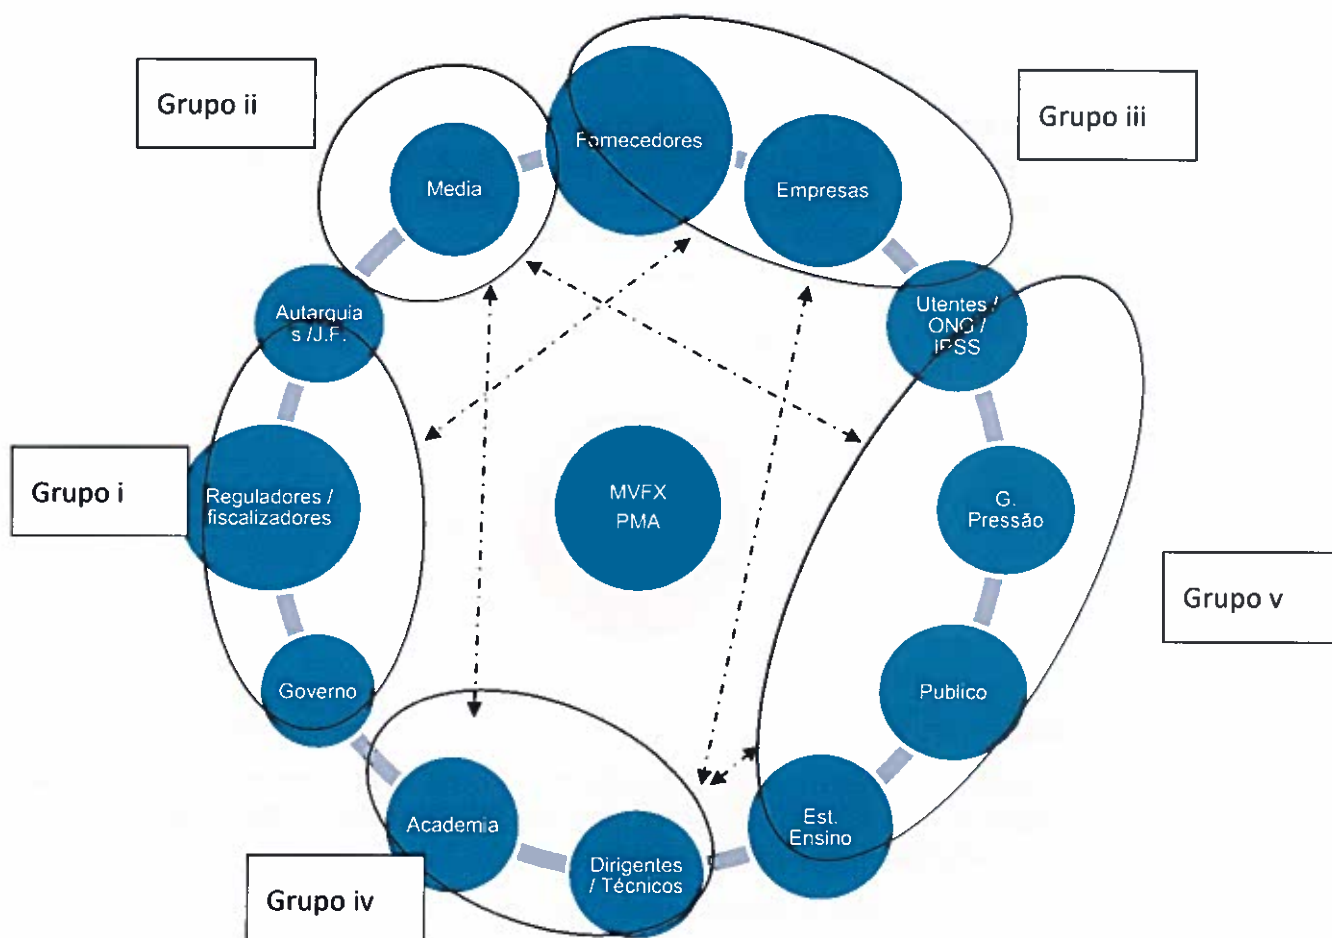 Grupo ii
Grupo iii
Fornecedores
Media
Empresas
Autarquia
s /J.F.
Utentes /
ONG /
IPSS
Grupo i
Reguladores /
fiscalizadores
MVFX
PMA
G.
Pressão
Grupo v
Governo
Publico
Academia
Est.
Ensino
Dirigentes
/ Técnicos
Grupo iv